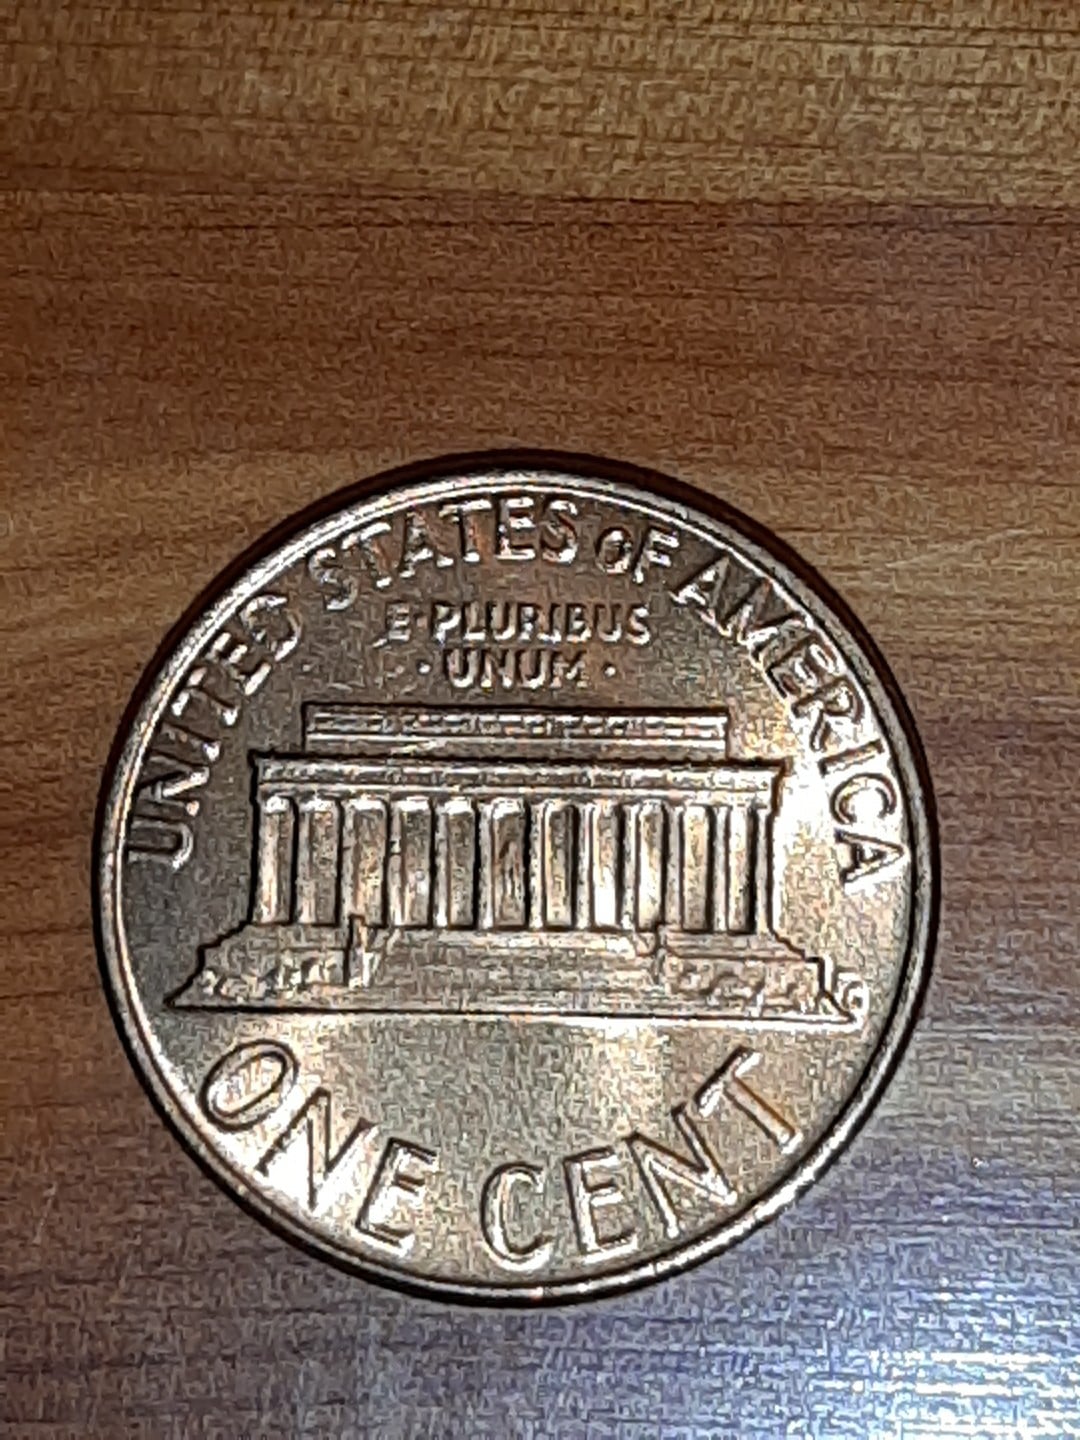 UNITED STATES OF AMERICA
E·PLURIBUS
·UNUM·
ONE CENT